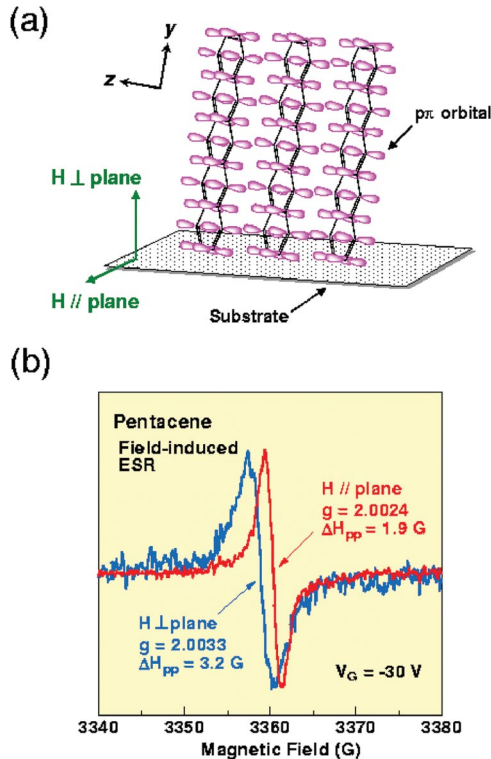 (a)
y
z
pπ orbital
H ⊥ plane
H // plane
Substrate
(b)
Pentacene
Field-induced
ESR
H // plane
g = 2.0024
ΔHpp = 1.9 G
H ⊥ plane
g = 2.0033
ΔHpp = 3.2 G
VG = -30 V
3340 3350 3360 3370 3380
Magnetic Field (G)